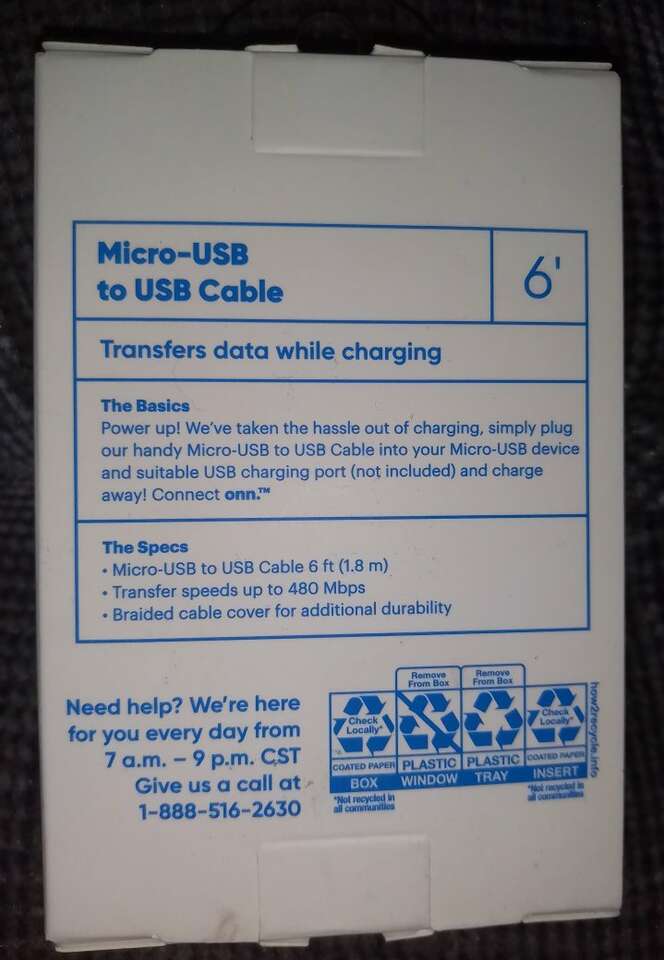 Micro-USB
to USB Cable
6'
Transfers data while charging
The Basics
Power up! We've taken the hassle out of charging, simply plug
our handy Micro-USB to USB Cable into your Micro-USB device
and suitable USB charging port (not included) and charge
away! Connect onn.™
The Specs
• Micro-USB to USB Cable 6 ft (1.8 m)
• Transfer speeds up to 480 Mbps
• Braided cable cover for additional durability
Need help? We're here
for you every day from
7 a.m. – 9 p.m. CST
Give us a call at
1-888-516-2630
Check
Locally*
COATED PAPER
BOX
*Not recycled in
all communities
Remove
From Box
PLASTIC
WINDOW
Remove
From Box
PLASTIC
TRAY
Check
Locally*
COATED PAPER
INSERT
*Not recycled in
all communities
how2recycle.info